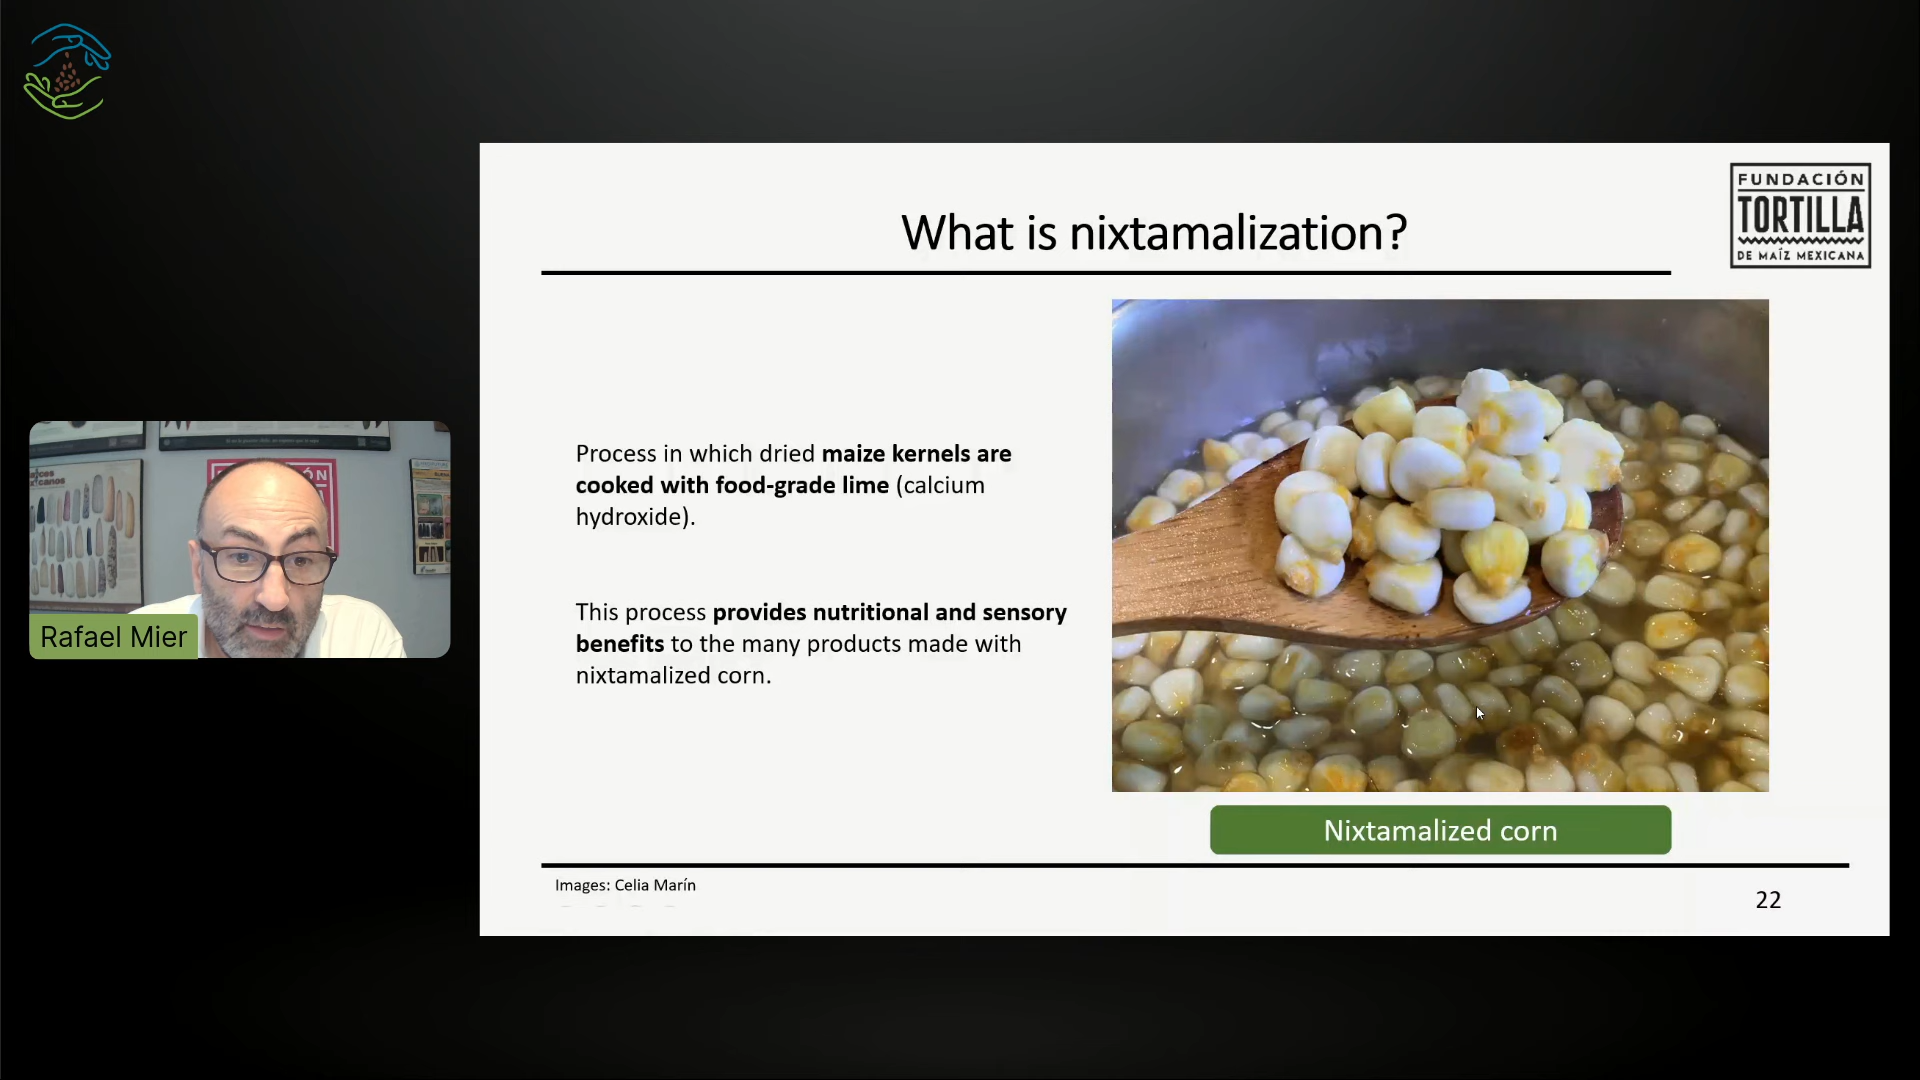 What is nixtamalization?
FUNDACIÓN
TORTILLA
DE MAÍZ MEXICANA
Process in which dried maize kernels are
cooked with food-grade lime (calcium
hydroxide).
This process provides nutritional and sensory
benefits to the many products made with
nixtamalized corn.
Nixtamalized corn
Images: Celia Marín
22
Rafael Mier